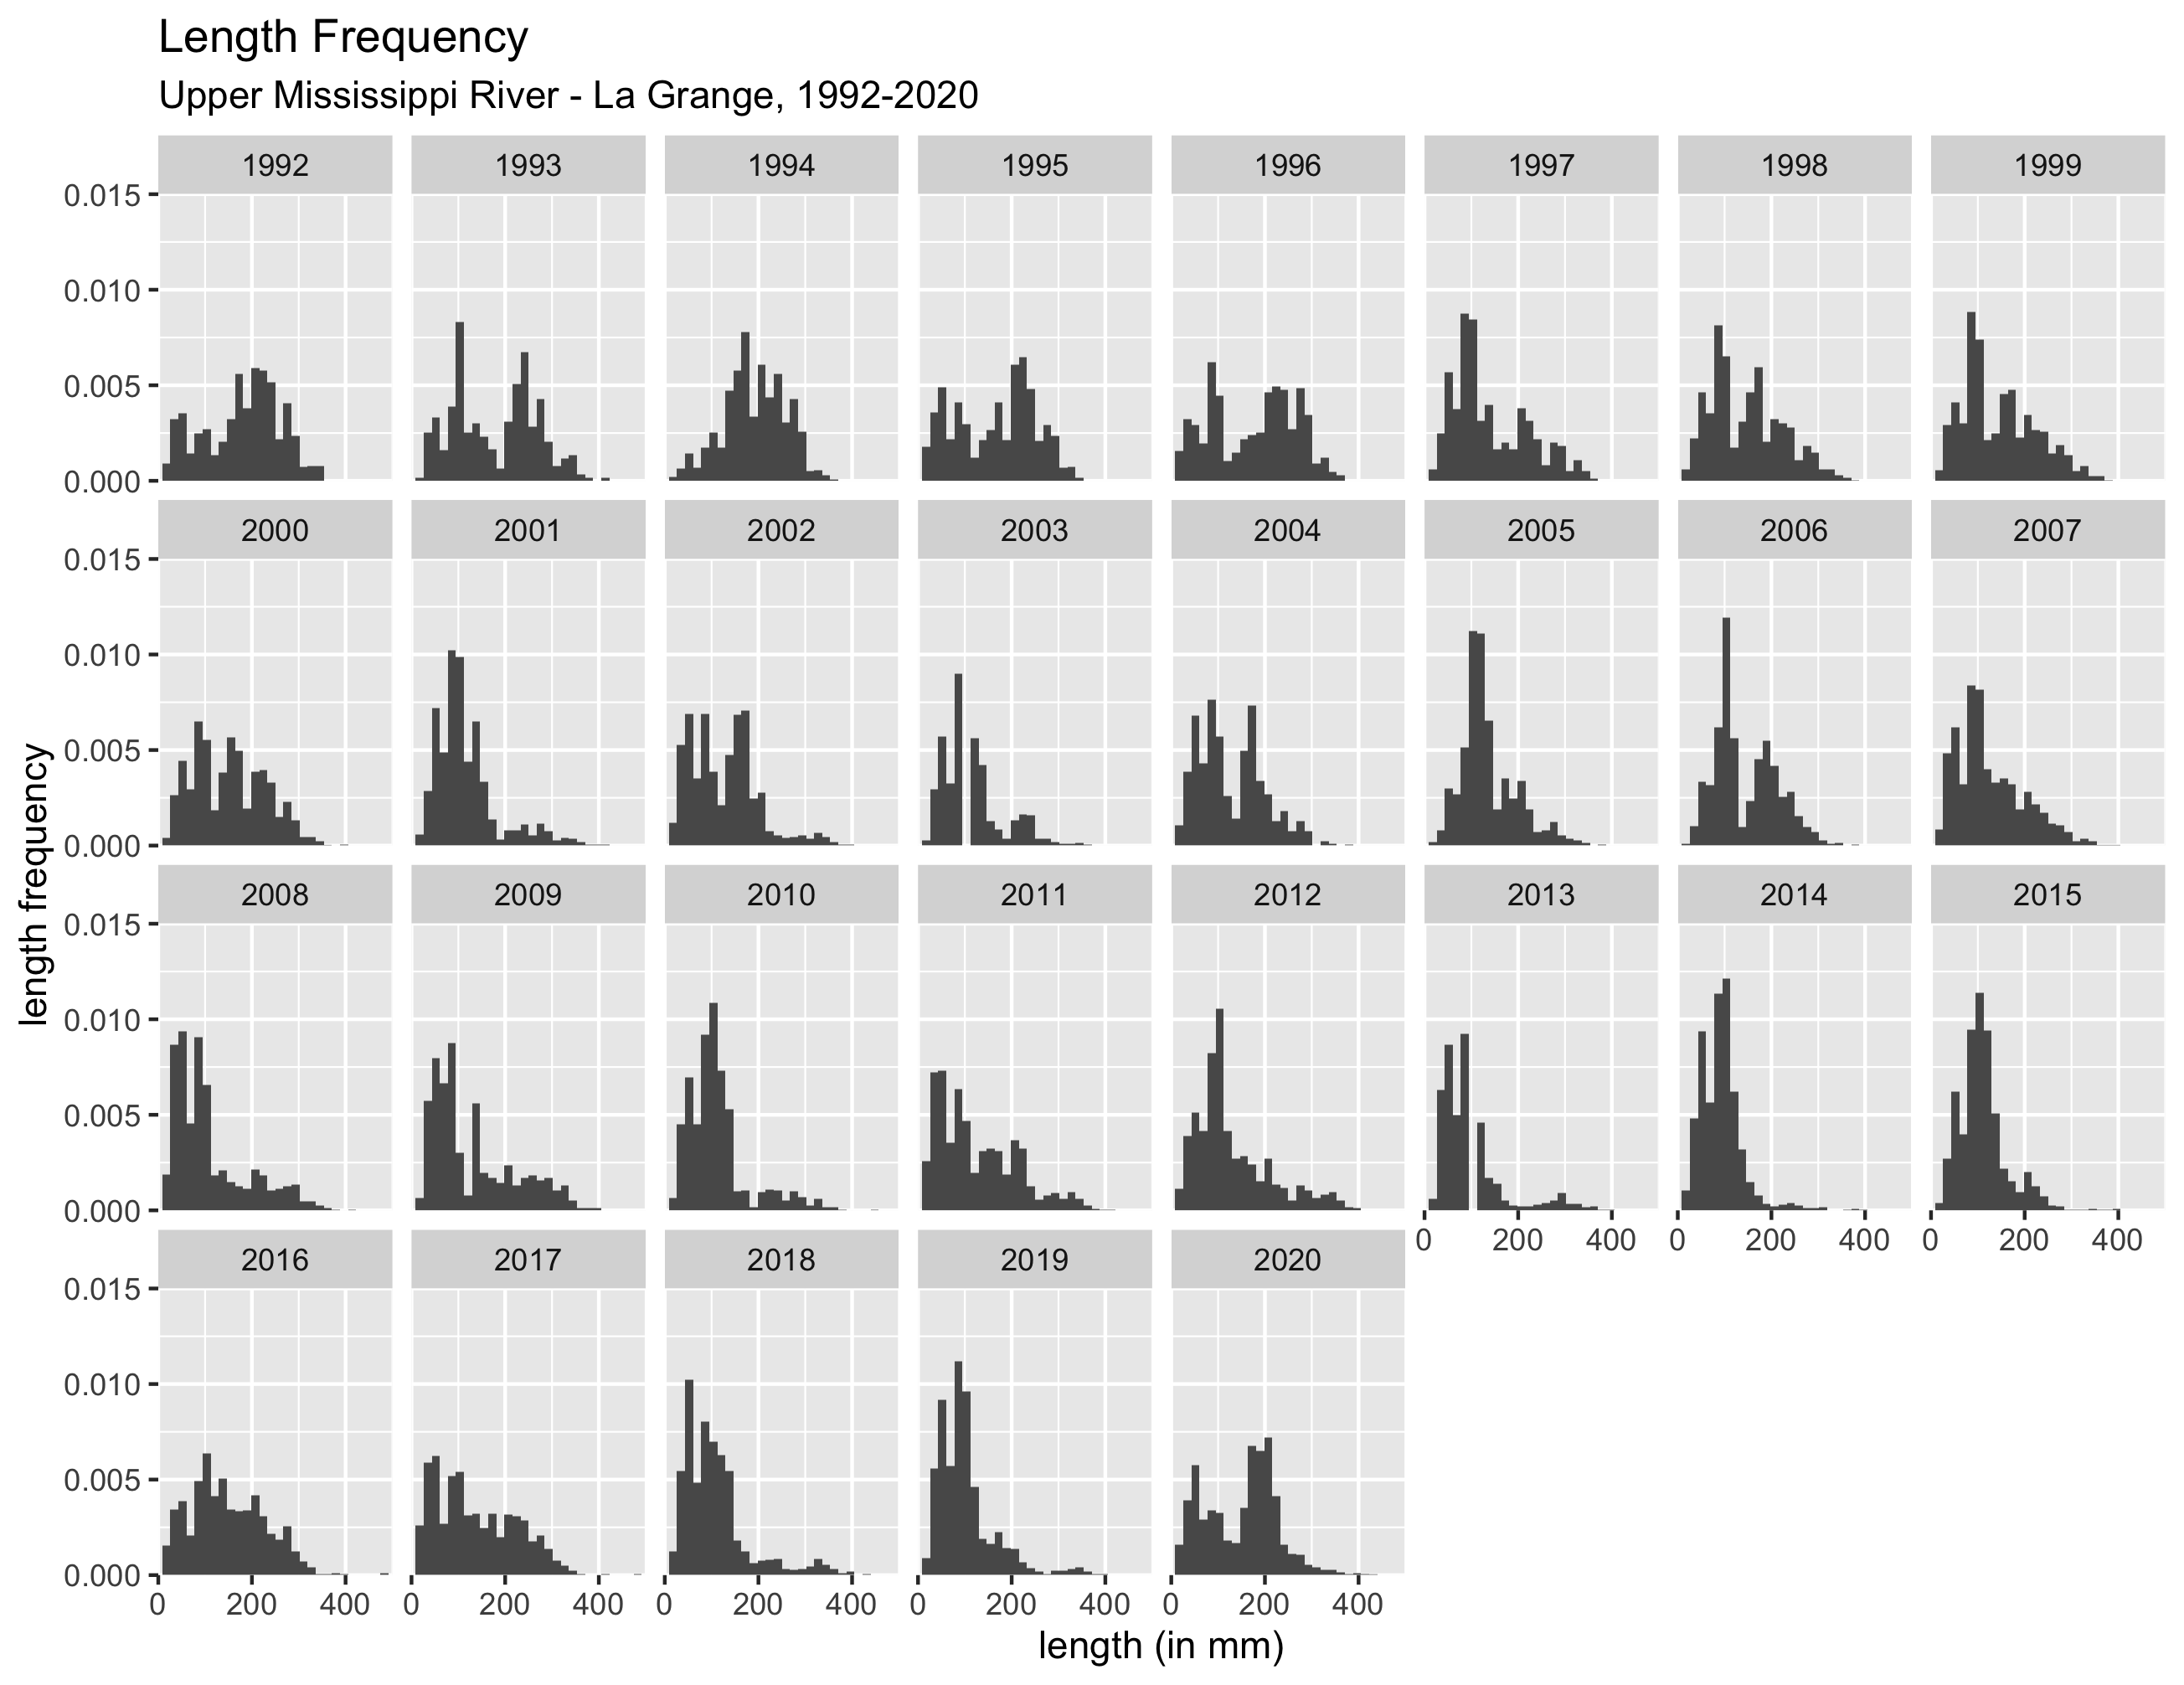 Length Frequency
Upper Mississippi River - La Grange, 1992-2020
1992 1993 1994 1995 1996 1997 1998 1999
0.015
0.010
0.005
0.000
2000 2001 2002 2003 2004 2005 2006 2007
0.015
0.010
0.005
0.000
length frequency
2008 2009 2010 2011 2012 2013 2014 2015
0.015
0.010
0.005
0.000
0 200 400 0 200 400 0 200 400
2016 2017 2018 2019 2020
0.015
0.010
0.005
0.000
0 200 400 0 200 400 0 200 400 0 200 400 0 200 400
length (in mm)